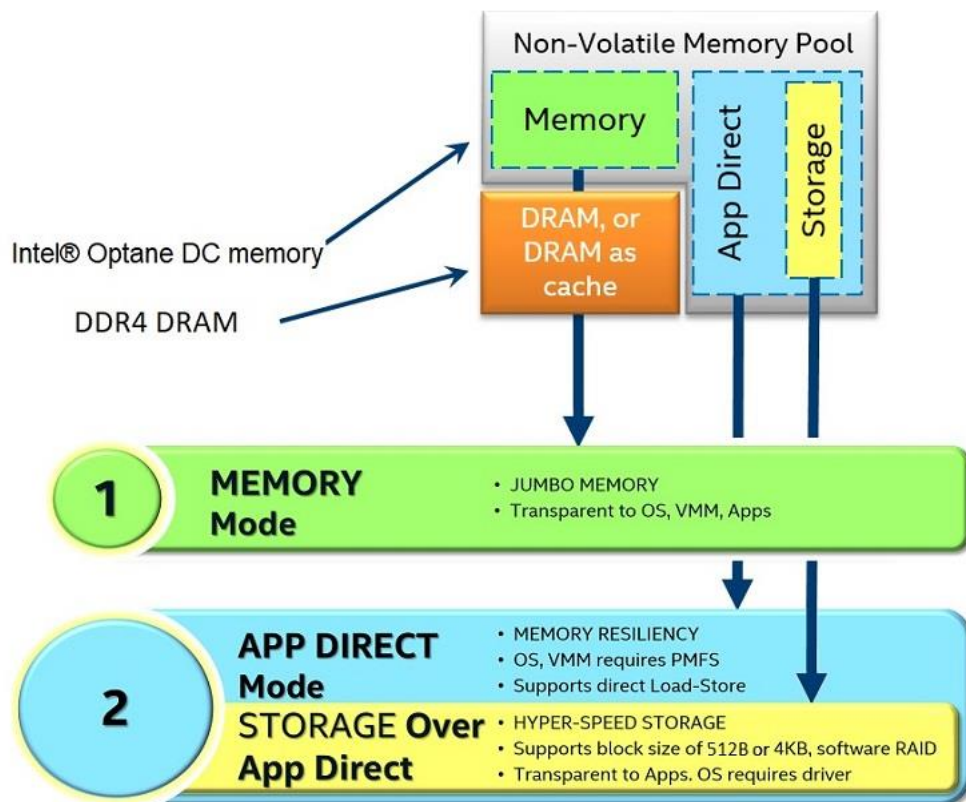 Non-Volatile Memory Pool
Memory
App Direct
Storage
DRAM, or
DRAM as
cache
Intel® Optane DC memory
DDR4 DRAM
1
MEMORY
Mode
• JUMBO MEMORY
• Transparent to OS, VMM, Apps
2
APP DIRECT
Mode
• MEMORY RESILIENCY
• OS, VMM requires PMFS
• Supports direct Load-Store
STORAGE Over
App Direct
• HYPER-SPEED STORAGE
• Supports block size of 512B or 4KB, software RAID
• Transparent to Apps. OS requires driver